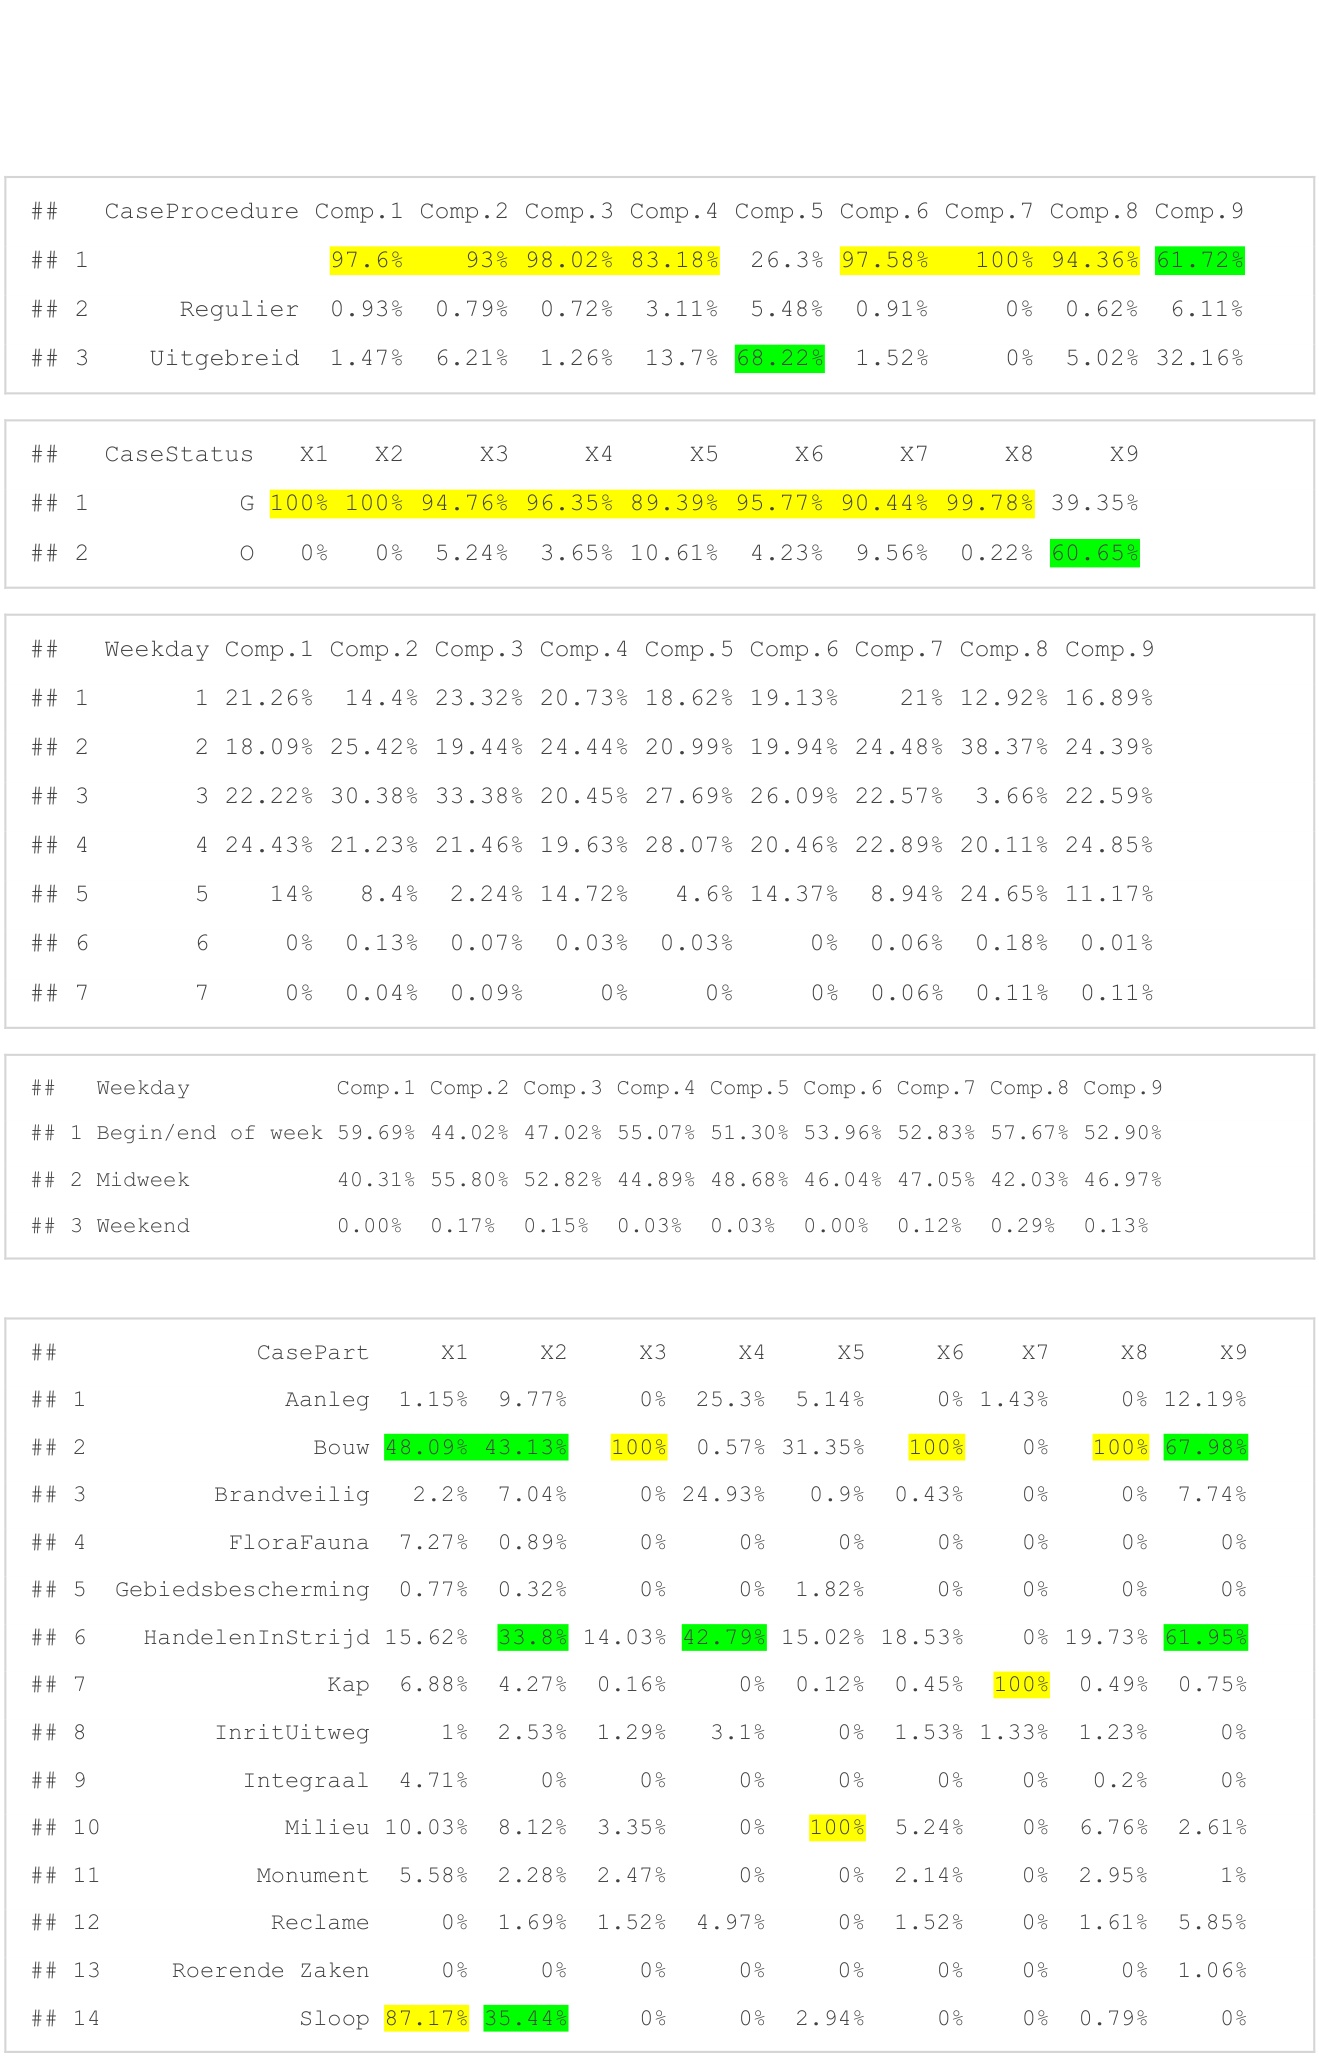 ## CaseProcedure Comp.1 Comp.2 Comp.3 Comp.4 Comp.5 Comp.6 Comp.7 Comp.8 Comp.9
## 1 97.6% 93% 98.02% 83.18% 26.3% 97.58% 100% 94.36% 61.72%
## 2 Regulier 0.93% 0.79% 0.72% 3.11% 5.48% 0.91% 0% 0.62% 6.11%
## 3 Uitgebreid 1.47% 6.21% 1.26% 13.7% 68.22% 1.52% 0% 5.02% 32.16%
## CaseStatus X1 X2 X3 X4 X5 X6 X7 X8 X9
## 1 G 100% 100% 94.76% 96.35% 89.39% 95.77% 90.44% 99.78% 39.35%
## 2 O 0% 0% 5.24% 3.65% 10.61% 4.23% 9.56% 0.22% 60.65%
## Weekday Comp.1 Comp.2 Comp.3 Comp.4 Comp.5 Comp.6 Comp.7 Comp.8 Comp.9
## 1 1 21.26% 14.4% 23.32% 20.73% 18.62% 19.13% 21% 12.92% 16.89%
## 2 2 18.09% 25.42% 19.44% 24.44% 20.99% 19.94% 24.48% 38.37% 24.39%
## 3 3 22.22% 30.38% 33.38% 20.45% 27.69% 26.09% 22.57% 3.66% 22.59%
## 4 4 24.43% 21.23% 21.46% 19.63% 28.07% 20.46% 22.89% 20.11% 24.85%
## 5 5 14% 8.4% 2.24% 14.72% 4.6% 14.37% 8.94% 24.65% 11.17%
## 6 6 0% 0.13% 0.07% 0.03% 0.03% 0% 0.06% 0.18% 0.01%
## 7 7 0% 0.04% 0.09% 0% 0% 0% 0.06% 0.11% 0.11%
## Weekday Comp.1 Comp.2 Comp.3 Comp.4 Comp.5 Comp.6 Comp.7 Comp.8 Comp.9
## 1 Begin/end of week 59.69% 44.02% 47.02% 55.07% 51.30% 53.96% 52.83% 57.67% 52.90%
## 2 Midweek 40.31% 55.80% 52.82% 44.89% 48.68% 46.04% 47.05% 42.03% 46.97%
## 3 Weekend 0.00% 0.17% 0.15% 0.03% 0.03% 0.00% 0.12% 0.29% 0.13%
## CasePart X1 X2 X3 X4 X5 X6 X7 X8 X9
## 1 Aanleg 1.15% 9.77% 0% 25.3% 5.14% 0% 1.43% 0% 12.19%
## 2 Bouw 48.09% 43.13% 100% 0.57% 31.35% 100% 0% 100% 67.98%
## 3 Brandveilig 2.2% 7.04% 0% 24.93% 0.9% 0.43% 0% 0% 7.74%
## 4 FloraFauna 7.27% 0.89% 0% 0% 0% 0% 0% 0% 0%
## 5 Gebiedsbescherming 0.77% 0.32% 0% 0% 1.82% 0% 0% 0% 0%
## 6 HandelenInStrijd 15.62% 33.8% 14.03% 42.79% 15.02% 18.53% 0% 19.73% 61.95%
## 7 Kap 6.88% 4.27% 0.16% 0% 0.12% 0.45% 100% 0.49% 0.75%
## 8 InritUitweg 1% 2.53% 1.29% 3.1% 0% 1.53% 1.33% 1.23% 0%
## 9 Integraal 4.71% 0% 0% 0% 0% 0% 0% 0.2% 0%
## 10 Milieu 10.03% 8.12% 3.35% 0% 100% 5.24% 0% 6.76% 2.61%
## 11 Monument 5.58% 2.28% 2.47% 0% 0% 2.14% 0% 2.95% 1%
## 12 Reclame 0% 1.69% 1.52% 4.97% 0% 1.52% 0% 1.61% 5.85%
## 13 Roerende Zaken 0% 0% 0% 0% 0% 0% 0% 0% 1.06%
## 14 Sloop 87.17% 35.44% 0% 0% 2.94% 0% 0% 0.79% 0%